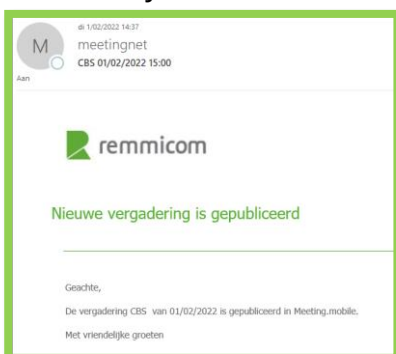 di 1/02/2022 14:37
M
meetingnet
CBS 01/02/2022 15:00
Aan
remmicom
Nieuwe vergadering is gepubliceerd
Geachte,
De vergadering CBS van 01/02/2022 is gepubliceerd in Meeting.mobile.
Met vriendelijke groeten